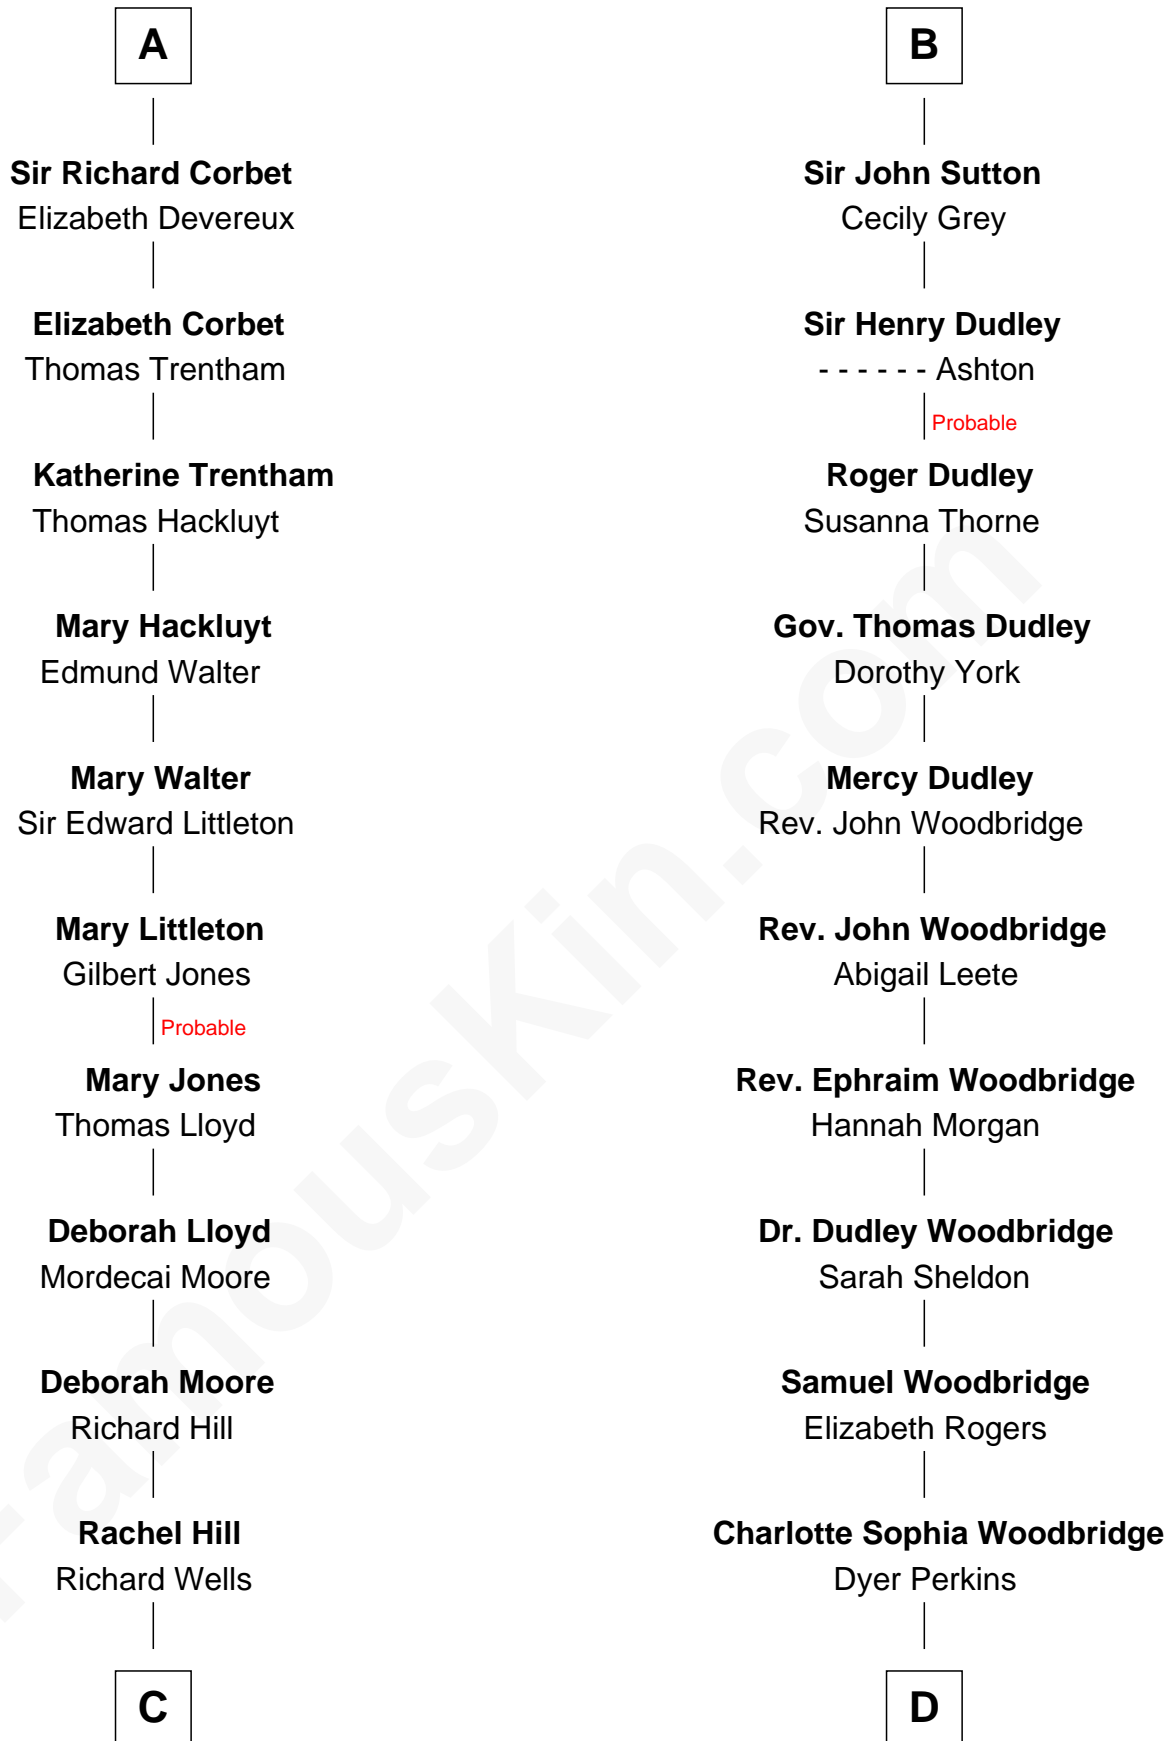 A
Sir Richard Corbet
Elizabeth Devereux
Elizabeth Corbet
Thomas Trentham
Katherine Trentham
Thomas Hackluyt
Mary Hackluyt
Edmund Walter
Mary Walter
Sir Edward Littleton
Mary Littleton
Gilbert Jones
Probable
Mary Jones
Thomas Lloyd
Deborah Lloyd
Mordecai Moore
Deborah Moore
Richard Hill
Rachel Hill
Richard Wells
C
B
Sir John Sutton
Cecily Grey
Sir Henry Dudley
- - - - - - Ashton
Probable
Roger Dudley
Susanna Thorne
Gov. Thomas Dudley
Dorothy York
Mercy Dudley
Rev. John Woodbridge
Rev. John Woodbridge
Abigail Leete
Rev. Ephraim Woodbridge
Hannah Morgan
Dr. Dudley Woodbridge
Sarah Sheldon
Samuel Woodbridge
Elizabeth Rogers
Charlotte Sophia Woodbridge
Dyer Perkins
D
FamousKin.com